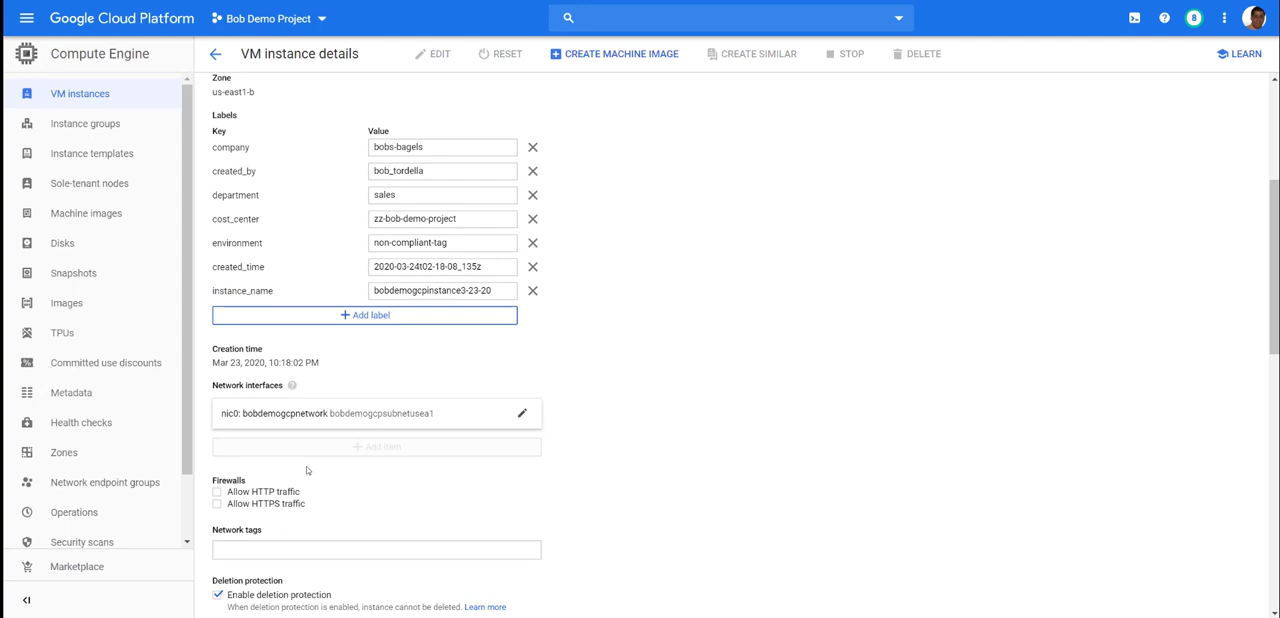 Google Cloud Platform
Bob Demo Project
8
Compute Engine
VM instance details
EDIT
RESET
CREATE MACHINE IMAGE
CREATE SIMILAR
STOP
DELETE
LEARN
VM instances
Instance groups
Instance templates
Sole-tenant nodes
Machine images
Disks
Snapshots
Images
TPUs
Committed use discounts
Metadata
Health checks
Zones
Network endpoint groups
Operations
Security scans
Marketplace
Zone
us-east1-b
Labels
Key Value
company bobs-bagels
created_by bob_tordella
department sales
cost_center zz-bob-demo-project
environment non-compliant-tag
created_time 2020-03-24t02-18-08_135z
instance_name bobdemogcpinstance3-23-20
+ Add label
Creation time
Mar 23, 2020, 10:18:02 PM
Network interfaces ?
nic0: bobdemogcpnetwork bobdemogcpsubnetusea1
+ Add item
Firewalls
Allow HTTP traffic
Allow HTTPS traffic
Network tags
Deletion protection
Enable deletion protection
When deletion protection is enabled, instance cannot be deleted. Learn more